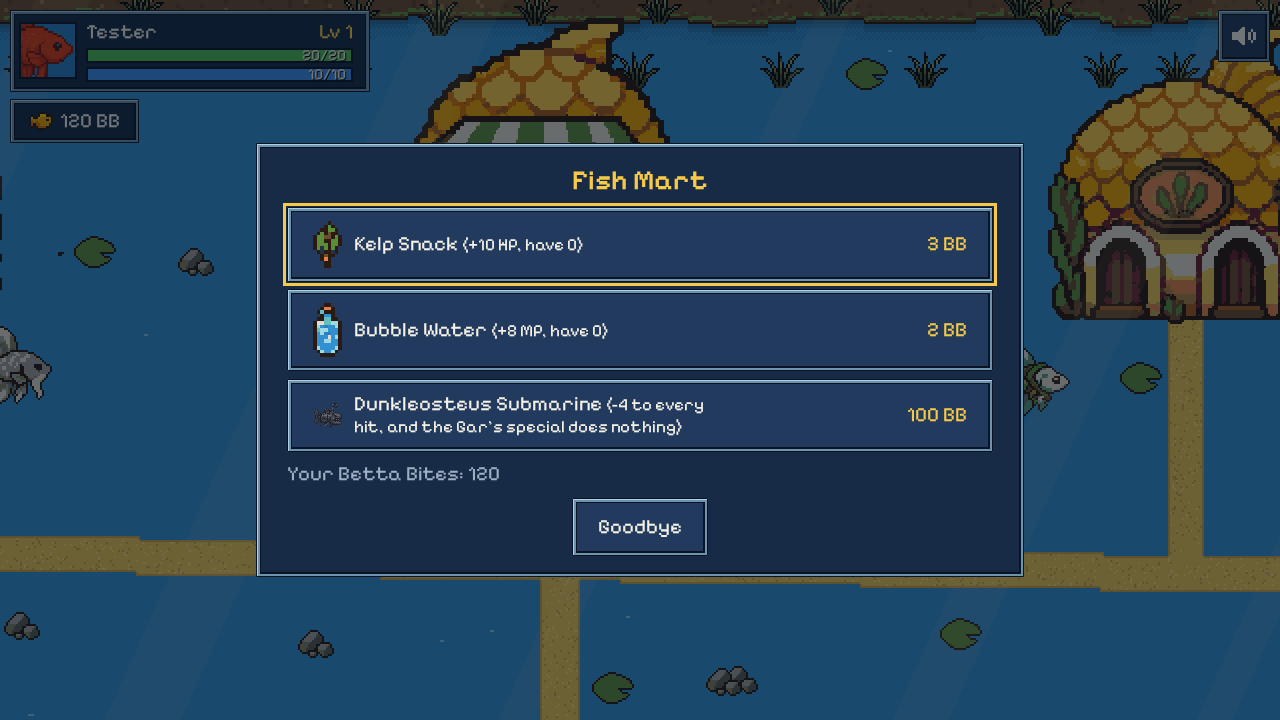 Tester Lv 1
20/20
10/10
120 BB
Fish Mart
Kelp Snack (+10 HP, have 0) 3 BB
Bubble Water (+8 MP, have 0) 2 BB
Dunkleosteus Submarine (-4 to every
hit, and the Gar's special does nothing) 100 BB
Your Betta Bites: 120
Goodbye